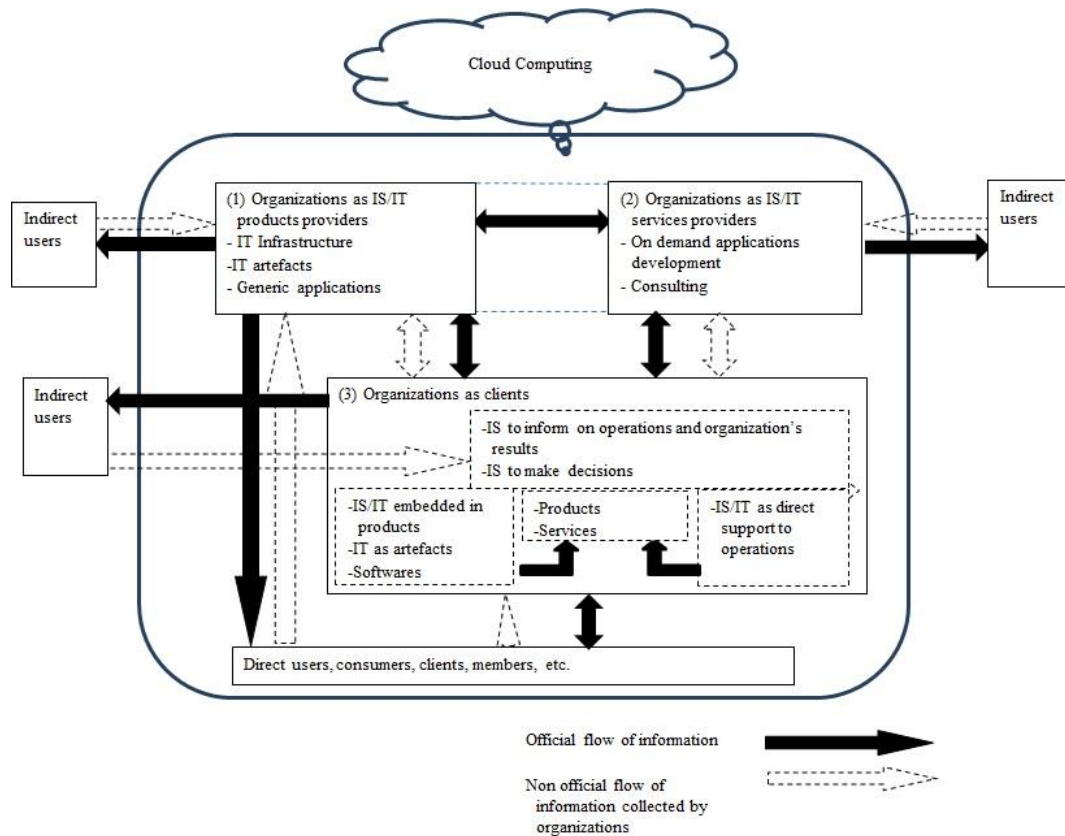 Cloud Computing
Indirect
users
(1) Organizations as IS/IT
products providers
- IT Infrastructure
-IT artefacts
- Generic applications
(2) Organizations as IS/IT
services providers
- On demand applications
development
- Consulting
Indirect
users
Indirect
users
(3) Organizations as clients
-IS to inform on operations and organization's
results
-IS to make decisions
-IS/IT embedded in
products
-IT as artefacts
-Softwares
-Products
-Services
-IS/IT as direct
support to
operations
Direct users, consumers, clients, members, etc.
Official flow of information
Non official flow of
information collected by
organizations